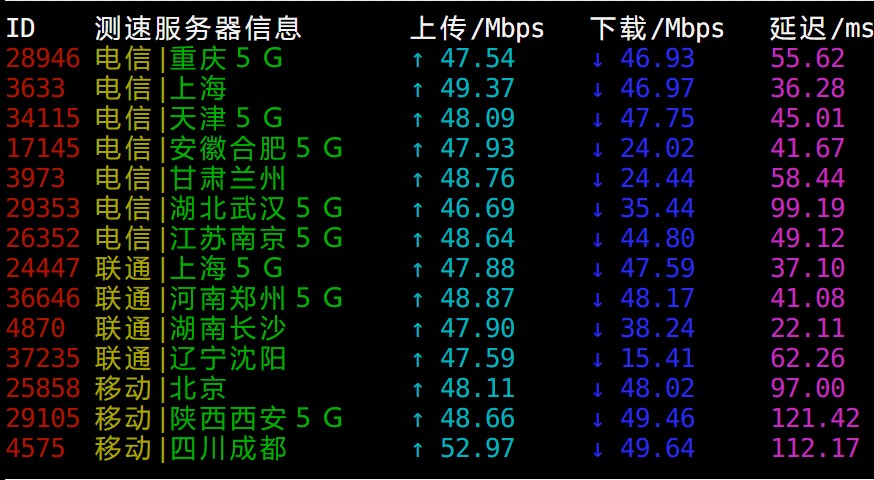 ID 测速服务器信息 上传/Mbps 下载/Mbps 延迟/ms
28946 电信|重庆５Ｇ ↑ 47.54 ↓ 46.93 55.62
3633 电信|上海 ↑ 49.37 ↓ 46.97 36.28
34115 电信|天津５Ｇ ↑ 48.09 ↓ 47.75 45.01
17145 电信|安徽合肥５Ｇ ↑ 47.93 ↓ 24.02 41.67
3973 电信|甘肃兰州 ↑ 48.76 ↓ 24.44 58.44
29353 电信|湖北武汉５Ｇ ↑ 46.69 ↓ 35.44 99.19
26352 电信|江苏南京５Ｇ ↑ 48.64 ↓ 44.80 49.12
24447 联通|上海５Ｇ ↑ 47.88 ↓ 47.59 37.10
36646 联通|河南郑州５Ｇ ↑ 48.87 ↓ 48.17 41.08
4870 联通|湖南长沙 ↑ 47.90 ↓ 38.24 22.11
37235 联通|辽宁沈阳 ↑ 47.59 ↓ 15.41 62.26
25858 移动|北京 ↑ 48.11 ↓ 48.02 97.00
29105 移动|陕西西安５Ｇ ↑ 48.66 ↓ 49.46 121.42
4575 移动|四川成都 ↑ 52.97 ↓ 49.64 112.17